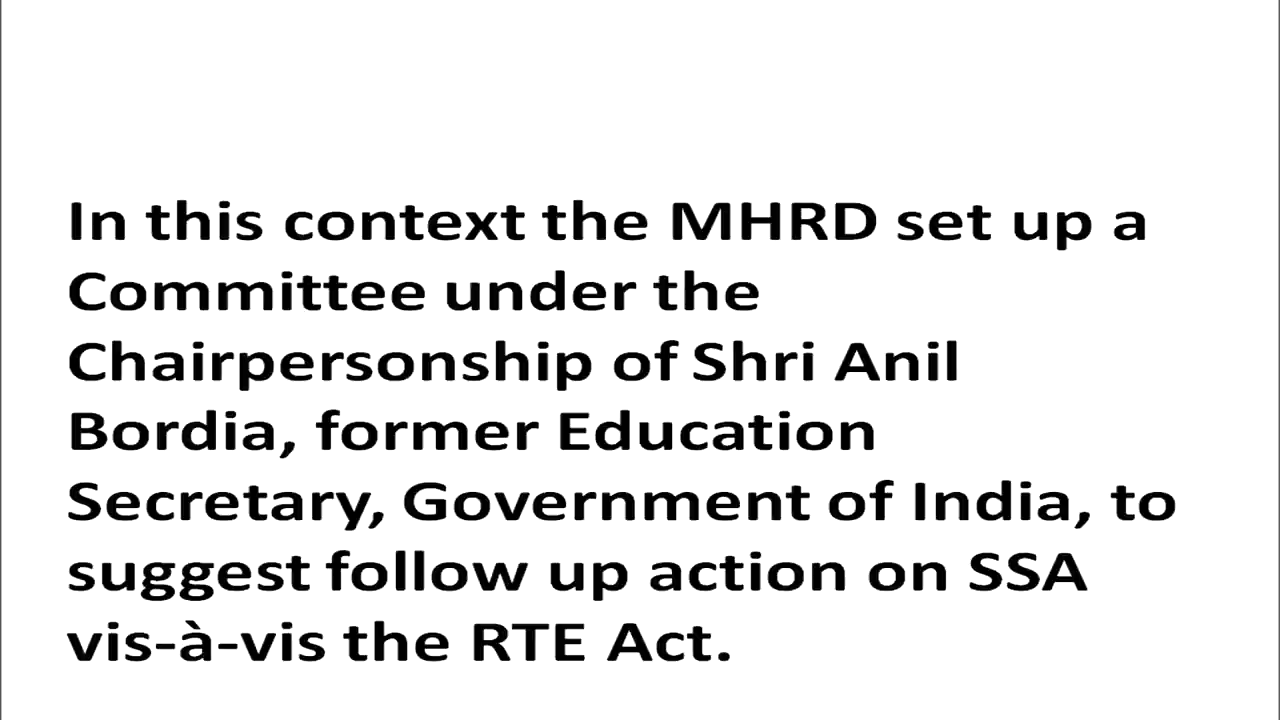 In this context the MHRD set up a
Committee under the
Chairpersonship of Shri Anil
Bordia, former Education
Secretary, Government of India, to
suggest follow up action on SSA
vis-à-vis the RTE Act.